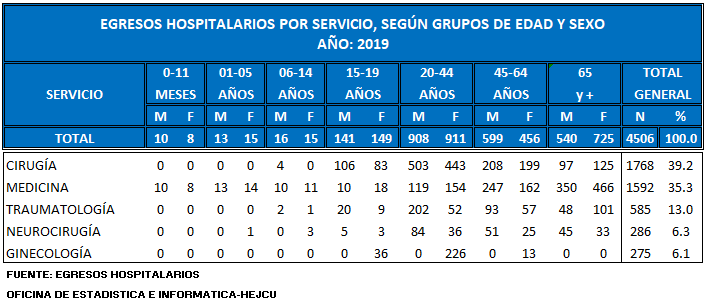 EGRESOS HOSPITALARIOS POR SERVICIO, SEGÚN GRUPOS DE EDAD Y SEXO
AÑO: 2019
SERVICIO 0-11 MESES 01-05 AÑOS 06-14 AÑOS 15-19 AÑOS 20-44 AÑOS 45-64 AÑOS 65 y + TOTAL GENERAL
M F M F M F M F M F M F M F N %
TOTAL 10 8 13 15 16 15 141 149 908 911 599 456 540 725 4506 100.0
CIRUGÍA 0 0 0 0 4 0 106 83 503 443 208 199 97 125 1768 39.2
MEDICINA 10 8 13 14 10 11 10 18 119 154 247 162 350 466 1592 35.3
TRAUMATOLOGÍA 0 0 0 0 2 1 20 9 202 52 93 57 48 101 585 13.0
NEUROCIRUGÍA 0 0 0 1 0 3 5 3 84 36 51 25 45 33 286 6.3
GINECOLOGÍA 0 0 0 0 0 0 0 36 0 226 0 13 0 0 275 6.1
FUENTE: EGRESOS HOSPITALARIOS
OFICINA DE ESTADISTICA E INFORMATICA-HEJCU